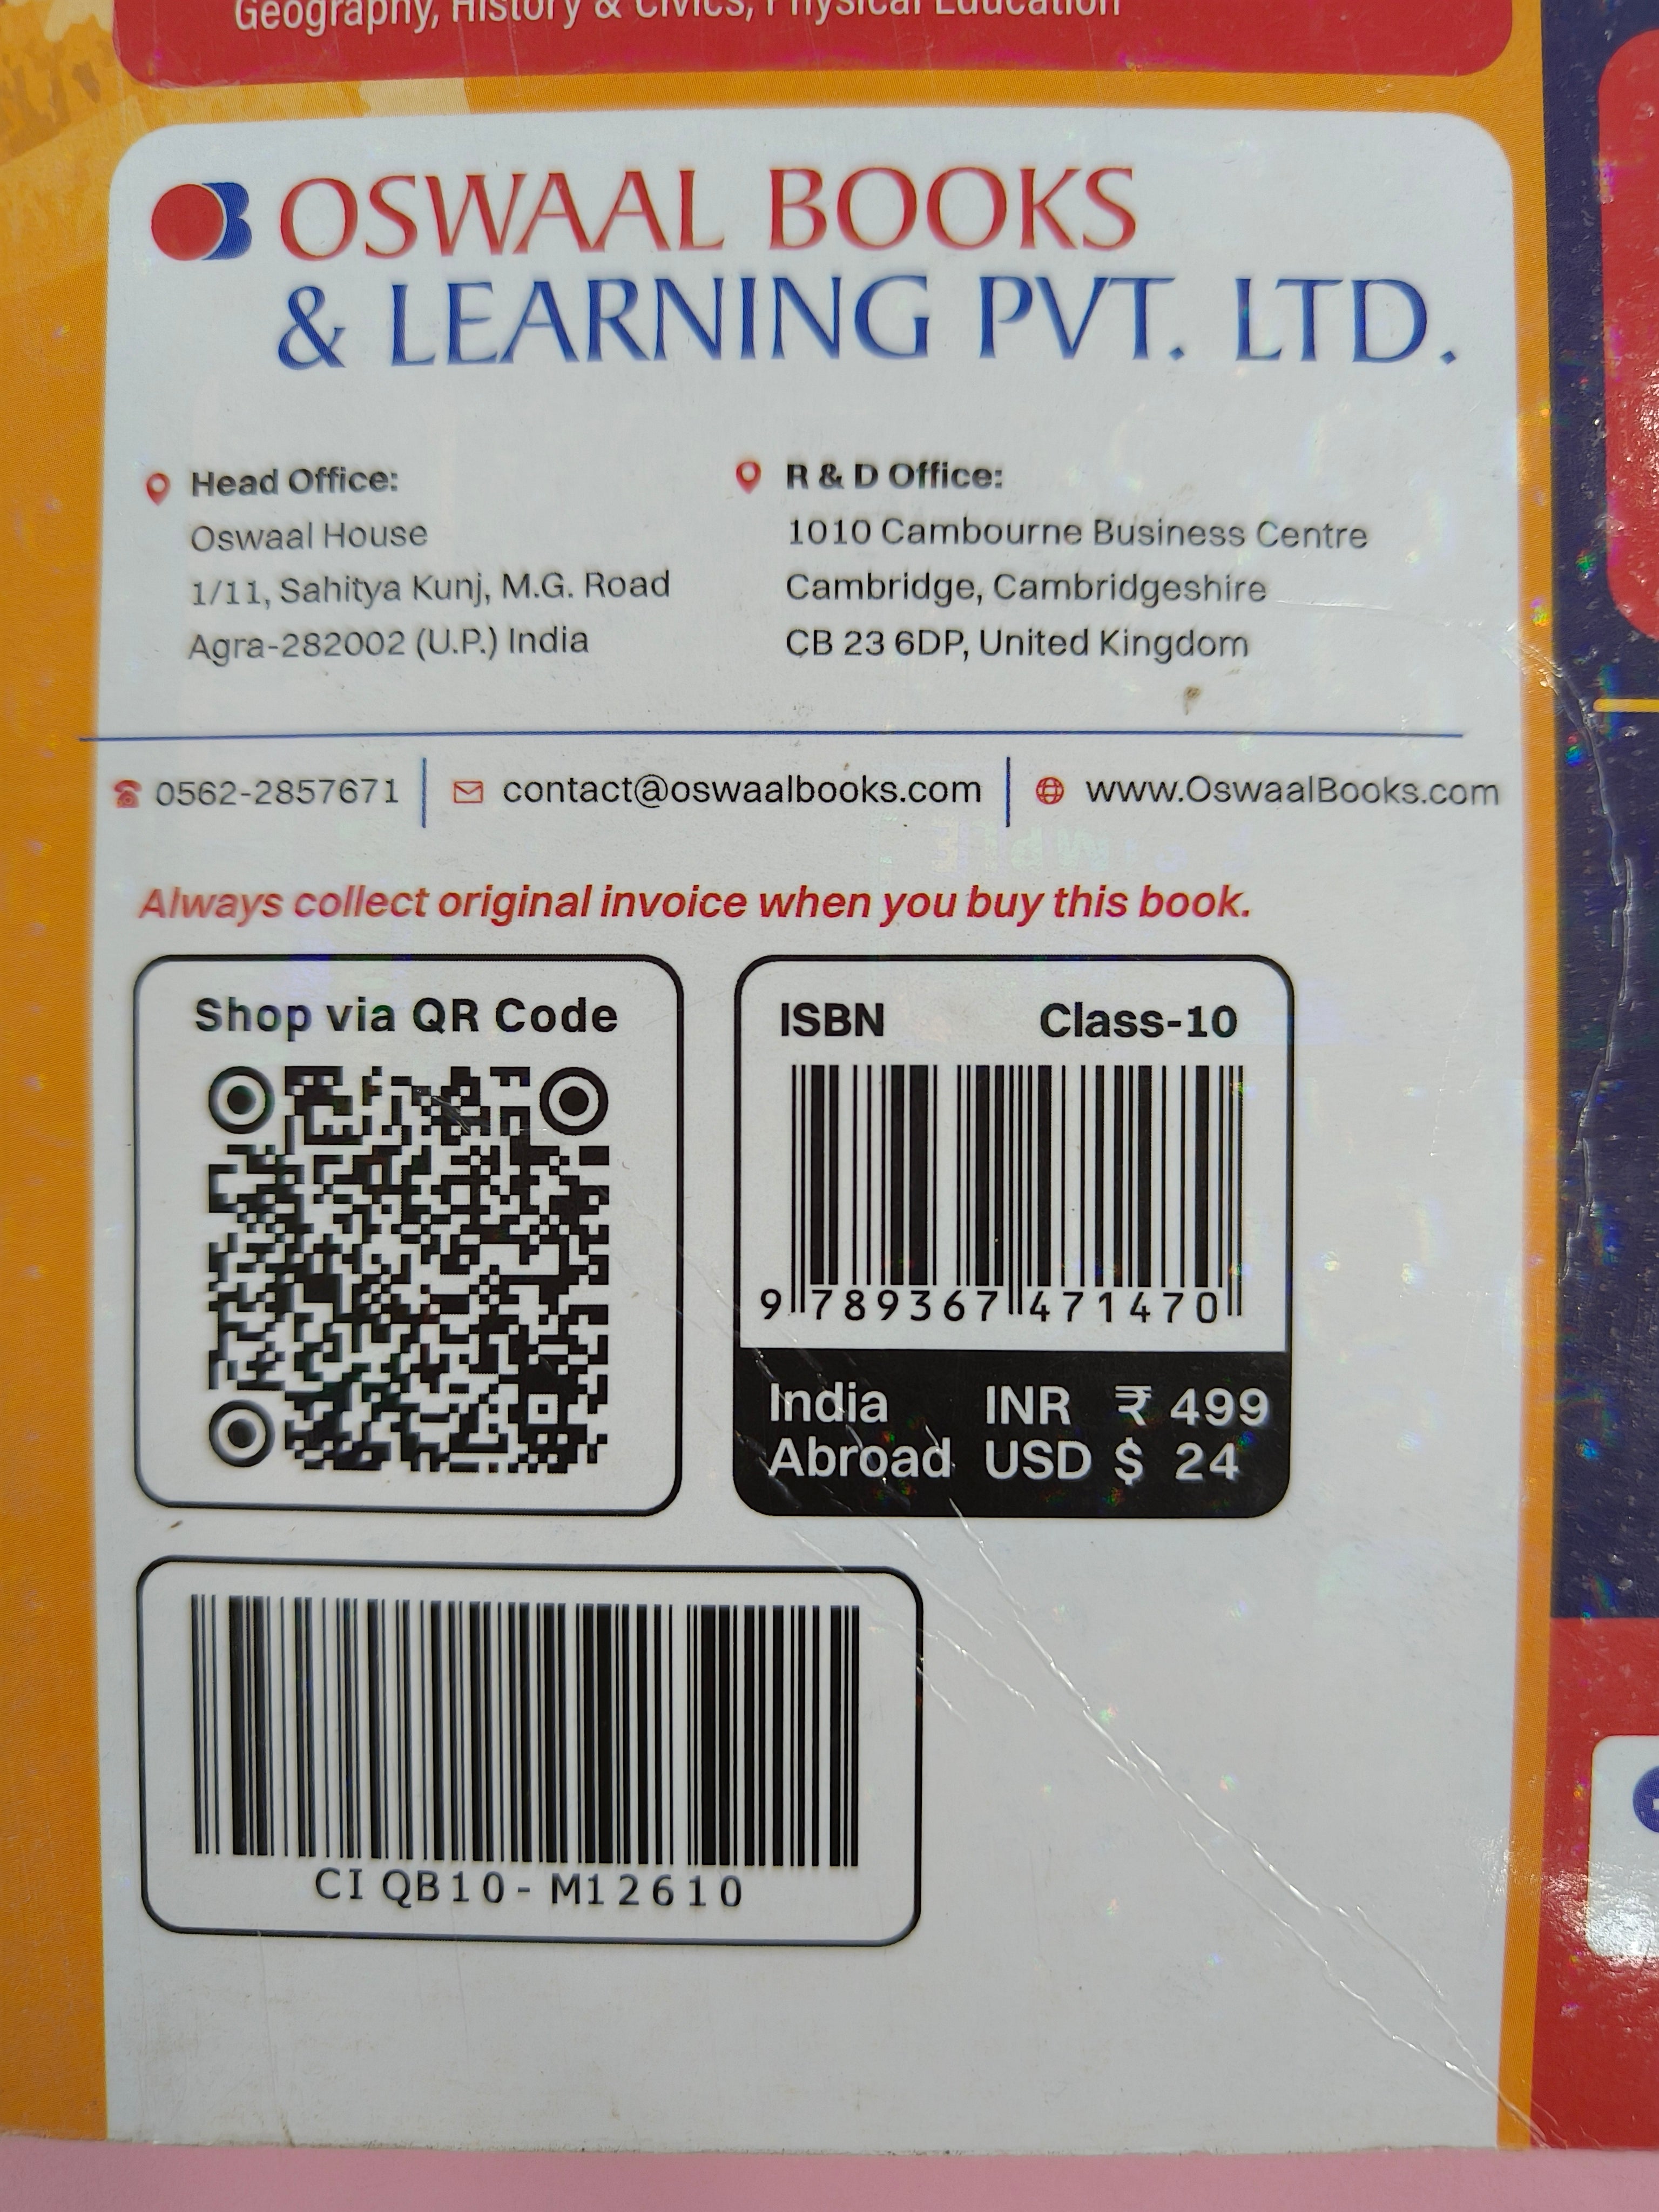 Geography, History & Civics, Physical Education
OSWAAL BOOKS
& LEARNING PVT. LTD.
Head Office:
Oswaal House
1/11, Sahitya Kunj, M.G. Road
Agra-282002 (U.P.) India
R & D Office:
1010 Cambourne Business Centre
Cambridge, Cambridgeshire
CB 23 6DP, United Kingdom
0562-2857671
contact@oswaalbooks.com
www.OswaalBooks.com
Always collect original invoice when you buy this book.
Shop via QR Code
ISBN Class-10
9 789367 471470
India INR ₹ 499
Abroad USD $ 24
CIQB10-M12610